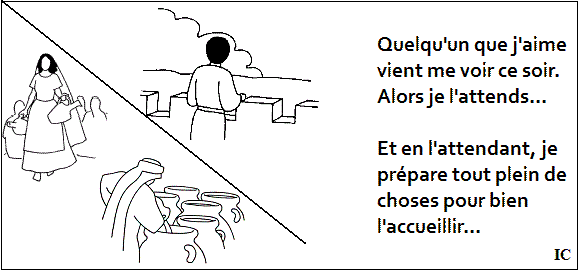 Quelqu'un que j'aime
vient me voir ce soir.
Alors je l'attends...
Et en l'attendant, je
prépare tout plein de
choses pour bien
l'accueillir...
IC